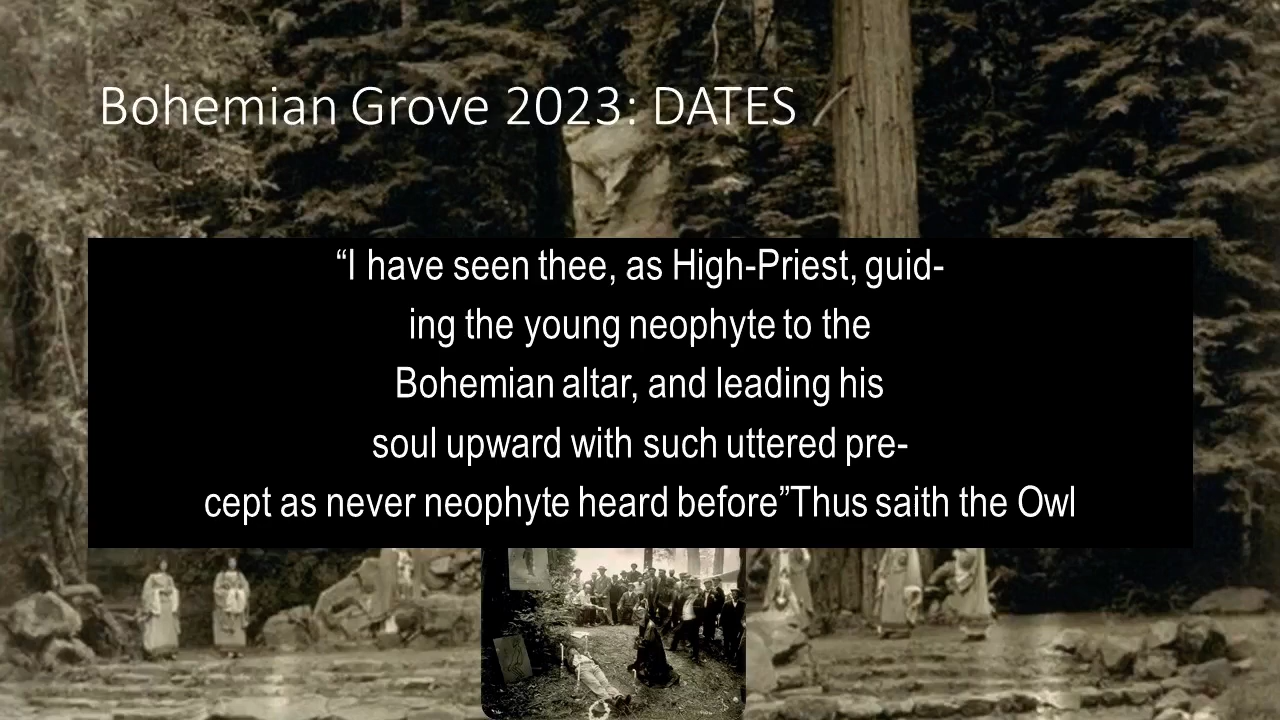 Bohemian Grove 2023: DATES
“I have seen thee, as High-Priest, guid-
ing the young neophyte to the
Bohemian altar, and leading his
soul upward with such uttered pre-
cept as never neophyte heard before”Thus saith the Owl